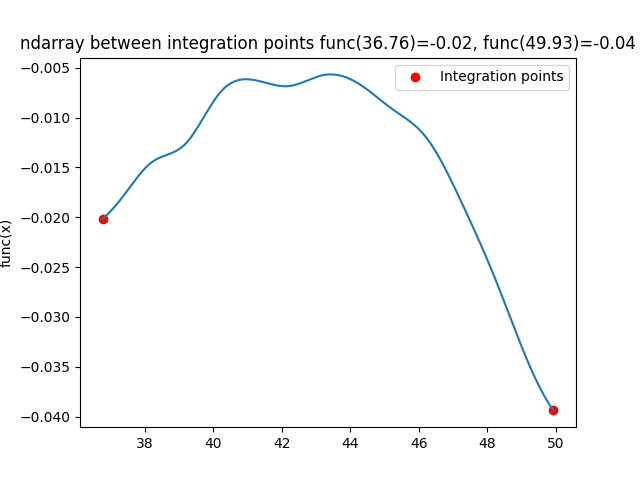 ndarray between integration points func(36.76)=-0.02, func(49.93)=-0.04
Integration points
−0.005
−0.010
−0.015
−0.020
−0.025
−0.030
−0.035
−0.040
func(x)
38 40 42 44 46 48 50